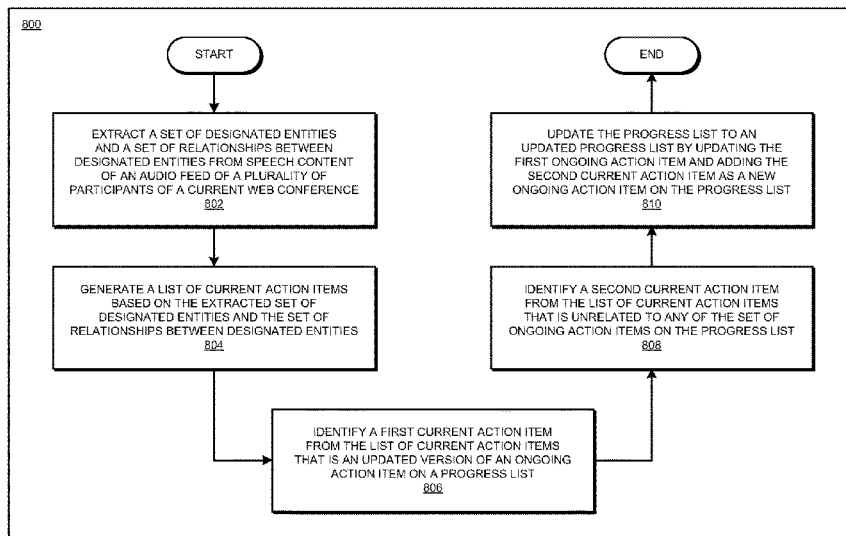 800
START
EXTRACT A SET OF DESIGNATED ENTITIES
AND A SET OF RELATIONSHIPS BETWEEN
DESIGNATED ENTITIES FROM SPEECH CONTENT
OF AN AUDIO FEED OF A PLURALITY OF
PARTICIPANTS OF A CURRENT WEB CONFERENCE
802
GENERATE A LIST OF CURRENT ACTION ITEMS
BASED ON THE EXTRACTED SET OF
DESIGNATED ENTITIES AND THE SET OF
RELATIONSHIPS BETWEEN DESIGNATED ENTITIES
804
IDENTIFY A FIRST CURRENT ACTION ITEM
FROM THE LIST OF CURRENT ACTION ITEMS
THAT IS AN UPDATED VERSION OF AN ONGOING
ACTION ITEM ON A PROGRESS LIST
806
IDENTIFY A SECOND CURRENT ACTION ITEM
FROM THE LIST OF CURRENT ACTION ITEMS
THAT IS UNRELATED TO ANY OF THE SET OF
ONGOING ACTION ITEMS ON THE PROGRESS LIST
808
UPDATE THE PROGRESS LIST TO AN
UPDATED PROGRESS LIST BY UPDATING THE
FIRST ONGOING ACTION ITEM AND ADDING THE
SECOND CURRENT ACTION ITEM AS A NEW
ONGOING ACTION ITEM ON THE PROGRESS LIST
810
END